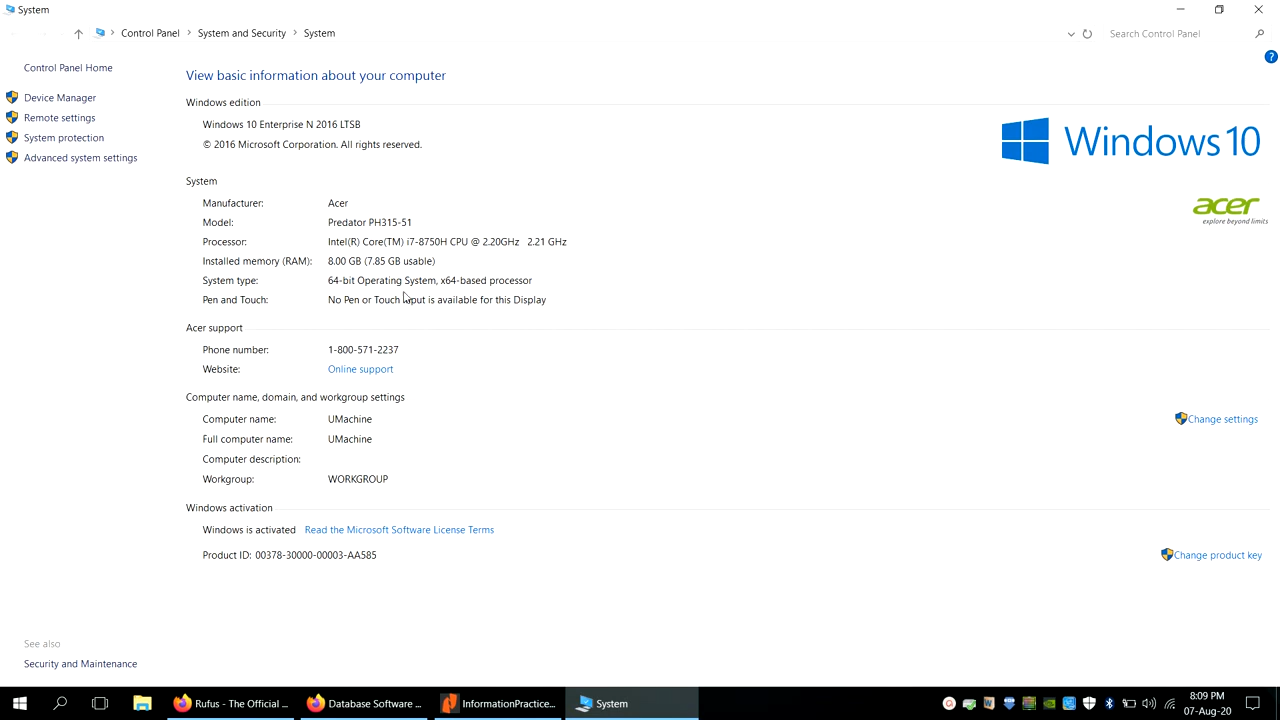 System
Control Panel > System and Security > System
Search Control Panel
?
Control Panel Home
Device Manager
Remote settings
System protection
Advanced system settings
View basic information about your computer
Windows edition
Windows 10 Enterprise N 2016 LTSB
© 2016 Microsoft Corporation. All rights reserved.
Windows 10
System
Manufacturer: Acer
Model: Predator PH315-51
Processor: Intel(R) Core(TM) i7-8750H CPU @ 2.20GHz 2.21 GHz
Installed memory (RAM): 8.00 GB (7.85 GB usable)
System type: 64-bit Operating System, x64-based processor
Pen and Touch: No Pen or Touch Input is available for this Display
acer
explore beyond limits
Acer support
Phone number: 1-800-571-2237
Website: Online support
Computer name, domain, and workgroup settings
Computer name: UMachine
Change settings
Full computer name: UMachine
Computer description:
Workgroup: WORKGROUP
Windows activation
Windows is activated Read the Microsoft Software License Terms
Product ID: 00378-30000-00003-AA585
Change product key
See also
Security and Maintenance
Rufus - The Official ...
Database Software ...
InformationPractice...
System
8:09 PM
07-Aug-20